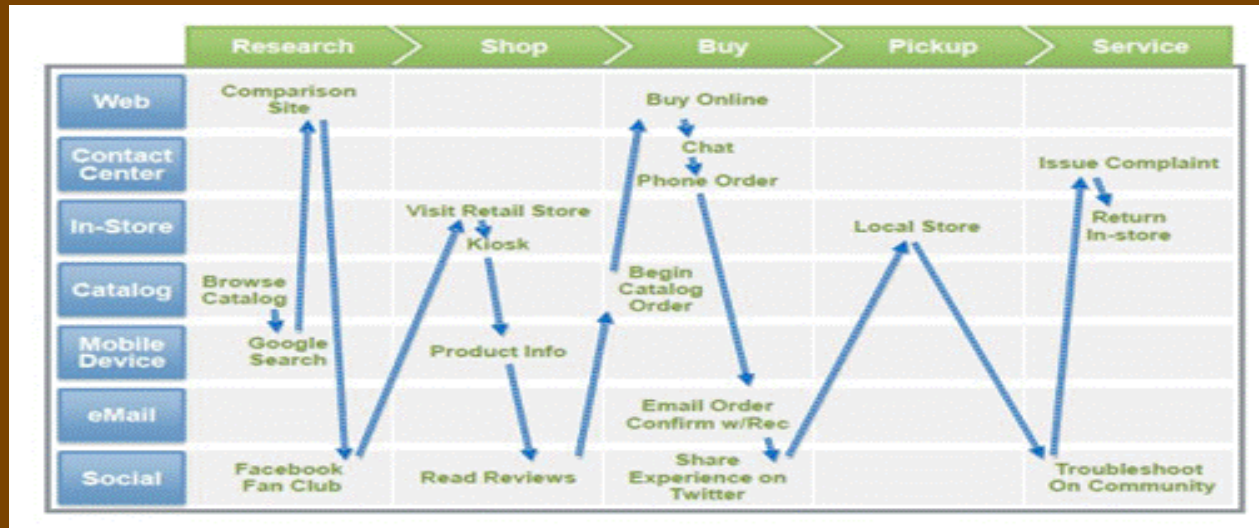 Research Shop Buy Pickup Service
Web
Comparison
Site
Buy Online
Contact
Center
Chat
Phone Order
Issue Complaint
In-Store
Visit Retail Store
Kiosk
Local Store
Return
In-store
Catalog
Browse
Catalog
Begin
Catalog
Order
Mobile
Device
Google
Search
Product Info
eMail
Email Order
Confirm w/Rec
Social
Facebook
Fan Club
Read Reviews
Share
Experience on
Twitter
Troubleshoot
On Community